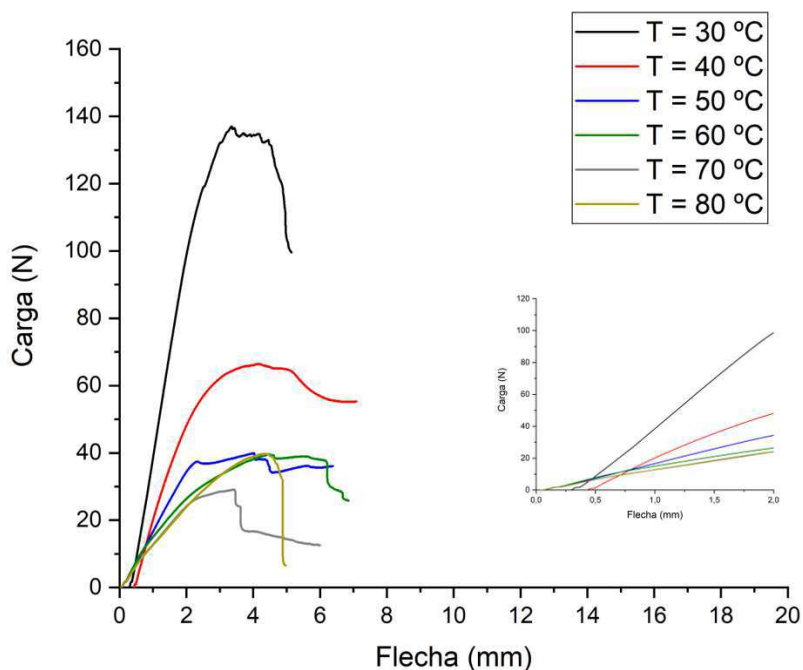 T = 30 ºC
T = 40 ºC
T = 50 ºC
T = 60 ºC
T = 70 ºC
T = 80 ºC
160
140
120
100
80
60
40
20
0
Carga (N)
0 2 4 6 8 10 12 14 16 18 20
Flecha (mm)
120
100
80
60
40
20
0
Carga (N)
0,0 0,5 1,0 1,5 2,0
Flecha (mm)